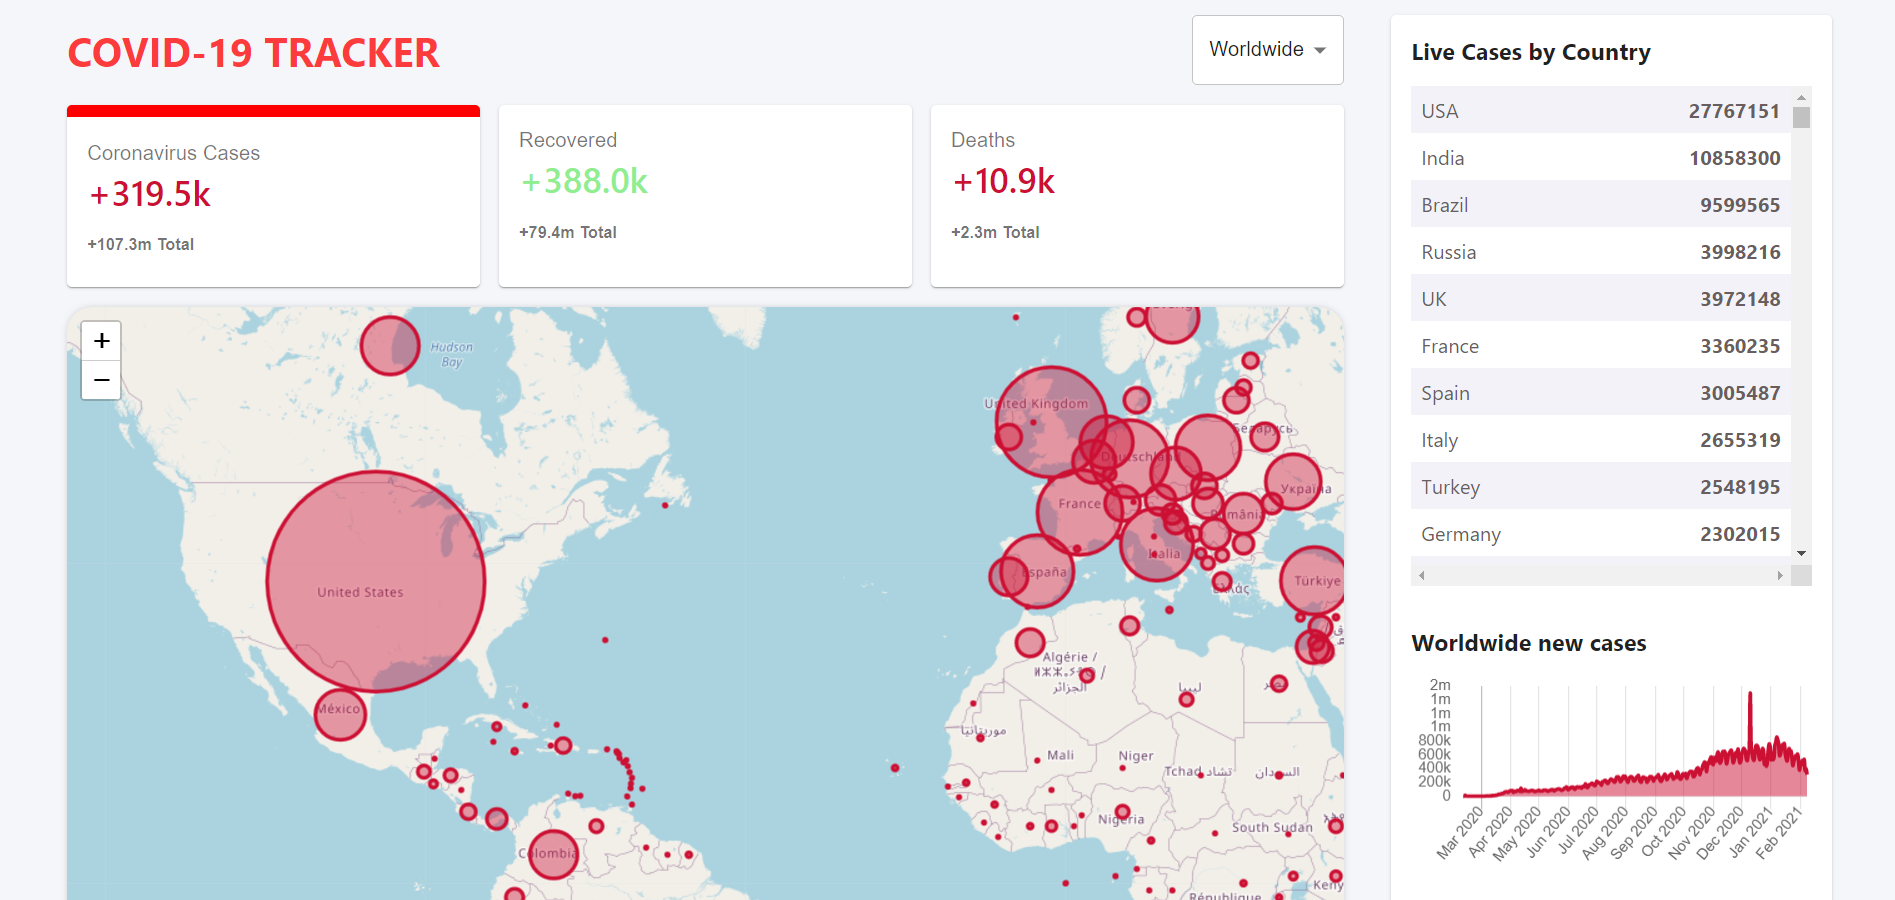 COVID-19 TRACKER
Worldwide
Coronavirus Cases
+319.5k
+107.3m Total
Recovered
+388.0k
+79.4m Total
Deaths
+10.9k
+2.3m Total
+
−
Hudson
Bay
United Kingdom
Беларусь
Deutschland
France
Україна
România
Italia
España
Türkiye
Ελλάς
United States
México
Algérie /
ⵍⵣⵣⴰⵢⴻⵔ /
الجزائر
ليبيا
مصر
موريتانيا
Mali
Niger
Tchad تشاد
السودان
Nigeria
South Sudan
Colombia
République
Kenya
Live Cases by Country
USA 27767151
India 10858300
Brazil 9599565
Russia 3998216
UK 3972148
France 3360235
Spain 3005487
Italy 2655319
Turkey 2548195
Germany 2302015
Worldwide new cases
2m
1m
1m
1m
800k
600k
400k
200k
0
Mar 2020
Apr 2020
May 2020
Jun 2020
Jul 2020
Aug 2020
Sep 2020
Oct 2020
Nov 2020
Dec 2020
Jan 2021
Feb 2021